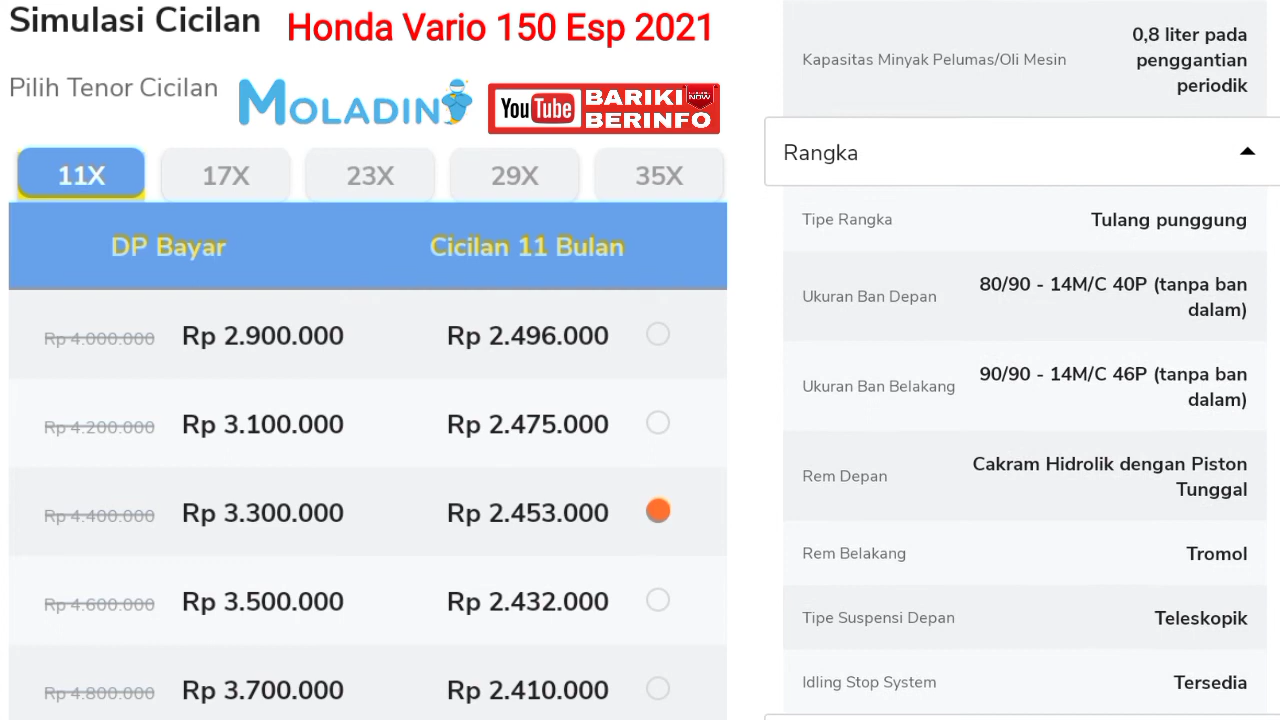 Simulasi Cicilan
Honda Vario 150 Esp 2021
Pilih Tenor Cicilan
MOLADIN
YouTube
BARIKI
BERINFO
NOW
11X 17X 23X 29X 35X
DP Bayar Cicilan 11 Bulan
Rp 4.000.000 Rp 2.900.000 Rp 2.496.000
Rp 4.200.000 Rp 3.100.000 Rp 2.475.000
Rp 4.400.000 Rp 3.300.000 Rp 2.453.000
Rp 4.600.000 Rp 3.500.000 Rp 2.432.000
Rp 4.800.000 Rp 3.700.000 Rp 2.410.000
Kapasitas Minyak Pelumas/Oli Mesin
0,8 liter pada
penggantian
periodik
Rangka
Tipe Rangka Tulang punggung
Ukuran Ban Depan
80/90 - 14M/C 40P (tanpa ban
dalam)
Ukuran Ban Belakang
90/90 - 14M/C 46P (tanpa ban
dalam)
Rem Depan
Cakram Hidrolik dengan Piston
Tunggal
Rem Belakang Tromol
Tipe Suspensi Depan Teleskopik
Idling Stop System Tersedia